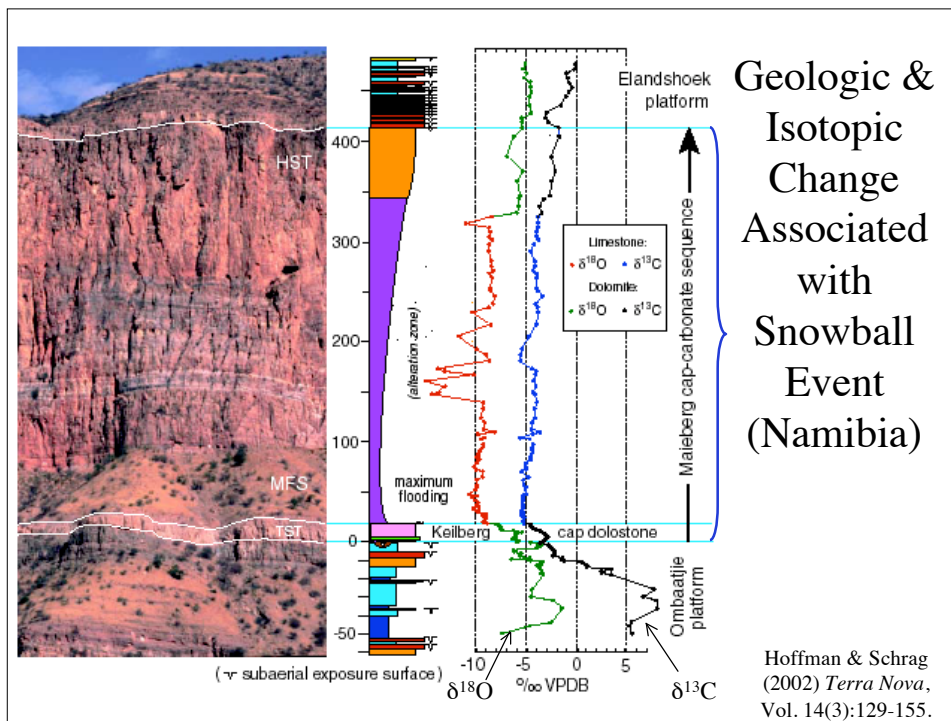 Geologic &
Isotopic
Change
Associated
with
Snowball
Event
(Namibia)
HST
MFS
TST
400
300
200
100
0
-50
(alteration zone)
maximum
flooding
Keilberg cap dolostone
Elandshoek
platform
Limestone:
δ18O δ13C
Dolomite:
δ18O δ13C
Maieberg cap-carbonate sequence
Ombaatjie
platform
-10 -5 0 5
o/oo VPDB
δ18O
δ13C
( subaerial exposure surface)
Hoffman & Schrag
(2002) Terra Nova,
Vol. 14(3):129-155.